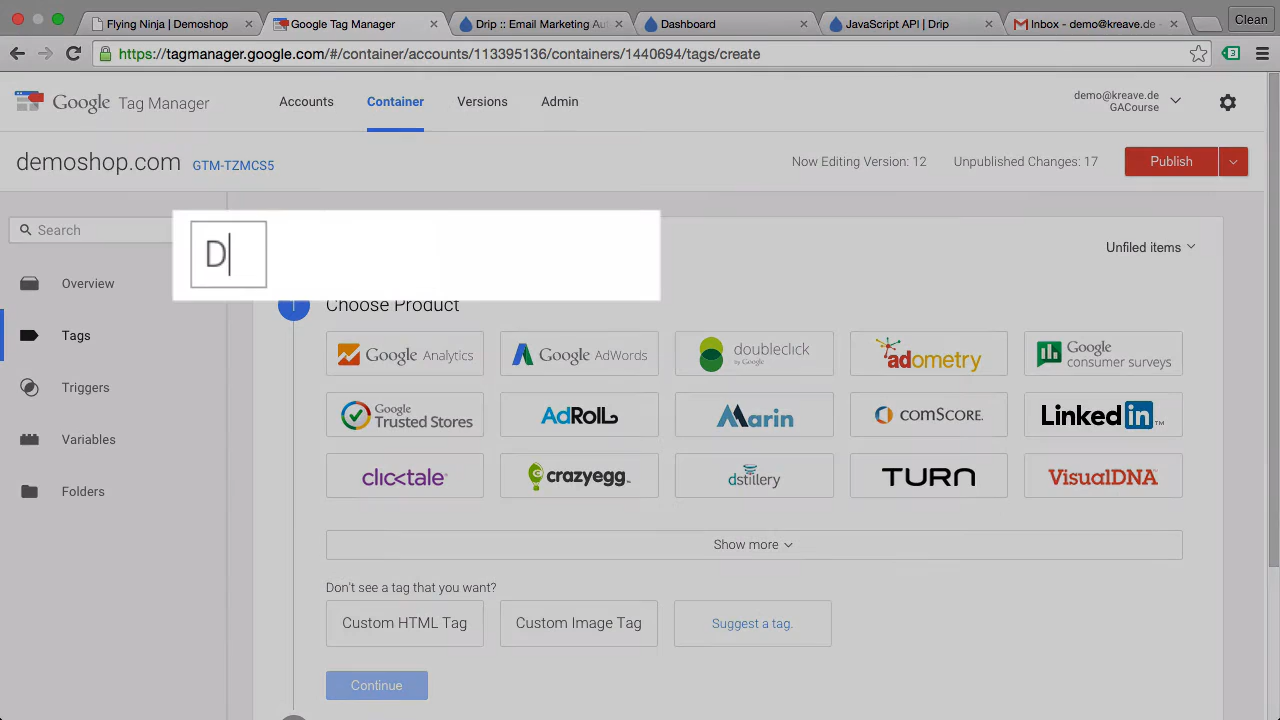 Flying Ninja | Demoshop
Google Tag Manager
Drip :: Email Marketing Aut
Dashboard
JavaScript API | Drip
Inbox - demo@kreave.de -
Clean
https://tagmanager.google.com/#/container/accounts/113395136/containers/1440694/tags/create
3
Google Tag Manager
Accounts
Container
Versions
Admin
demo@kreave.de
GACourse
demoshop.com GTM-TZMCS5
Now Editing Version: 12
Unpublished Changes: 17
Publish
Search
D
Unfiled items
Overview
Tags
Triggers
Variables
Folders
1
Choose Product
Google Analytics
Google AdWords
doubleclick
by Google
adometry
Google
consumer surveys
Google
Trusted Stores
AdRoll
Marin
comScore.
LinkedIn™
clicktale
crazyegg
dstillery
TURN
VisualDNA
Show more
Don't see a tag that you want?
Custom HTML Tag
Custom Image Tag
Suggest a tag.
Continue